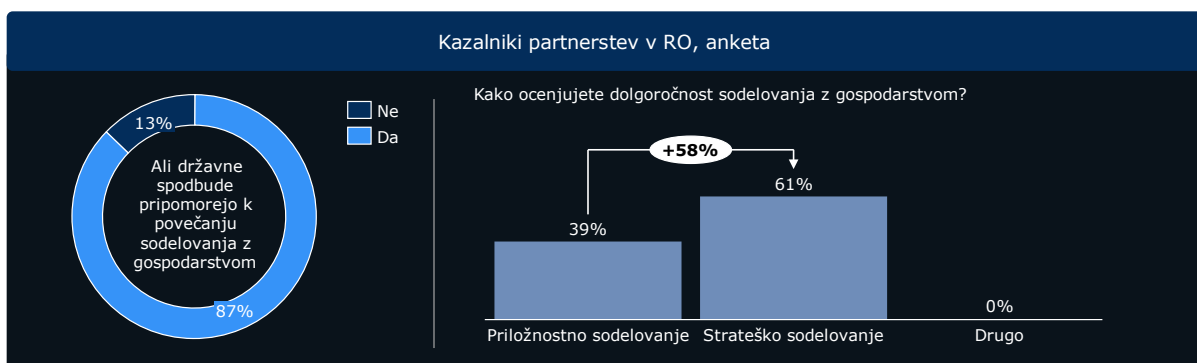 Kazalniki partnerstev v RO, anketa
13%
Ali državne
spodbude
pripomorejo k
povečanju
sodelovanja z
gospodarstvom
87%
Ne
Da
Kako ocenjujete dolgoročnost sodelovanja z gospodarstvom?
+58%
39%
61%
0%
Priložnostno sodelovanje
Strateško sodelovanje
Drugo